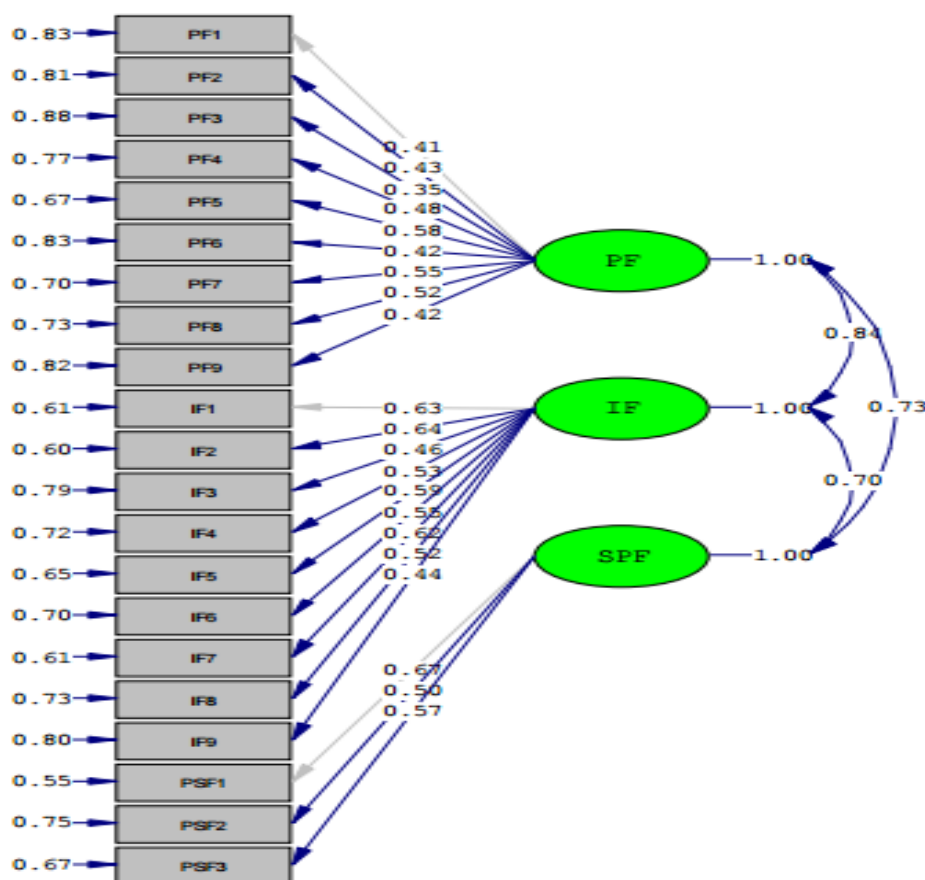 0.83 PF1
0.81 PF2
0.88 PF3
0.77 PF4 0.41
0.67 PF5 0.43
0.83 PF6 0.35
0.70 PF7 0.48
0.73 PF8 0.58
0.82 PF9 0.42
0.55
0.52
0.42
PF 1.00
0.84
0.61 IF1 0.63
0.60 IF2 0.64
0.79 IF3 0.46
0.72 IF4 0.53
0.65 IF5 0.59
0.70 IF6 0.55
0.61 IF7 0.62
0.73 IF8 0.52
0.80 IF9 0.44
IF 1.00
0.73
0.70
SPF 1.00
0.55 PSF1 0.67
0.75 PSF2 0.50
0.67 PSF3 0.57